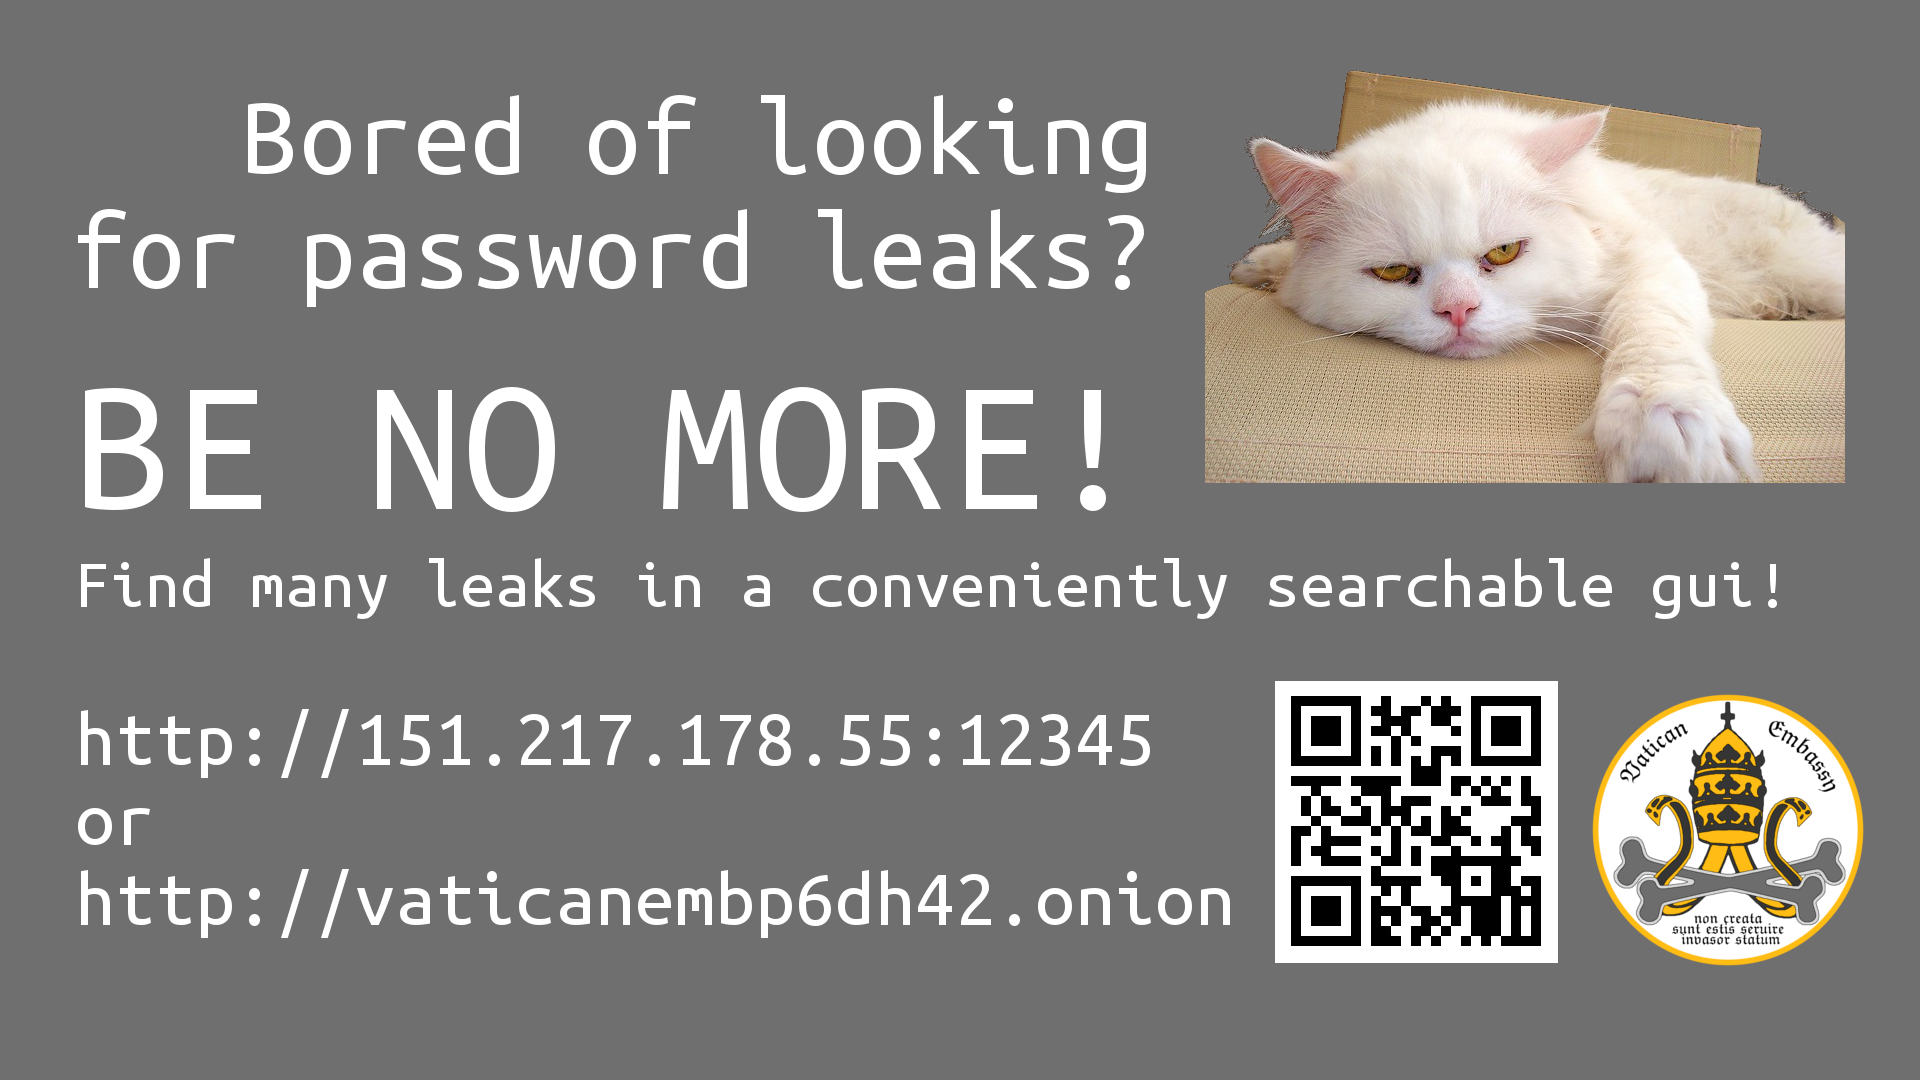 Bored of looking
for password leaks?
BE NO MORE!
Find many leaks in a conveniently searchable gui!
http://151.217.178.55:12345
or
http://vaticanembp6dh42.onion
Vatican Embassy
non creata
sunt estis seruire
invasor statum